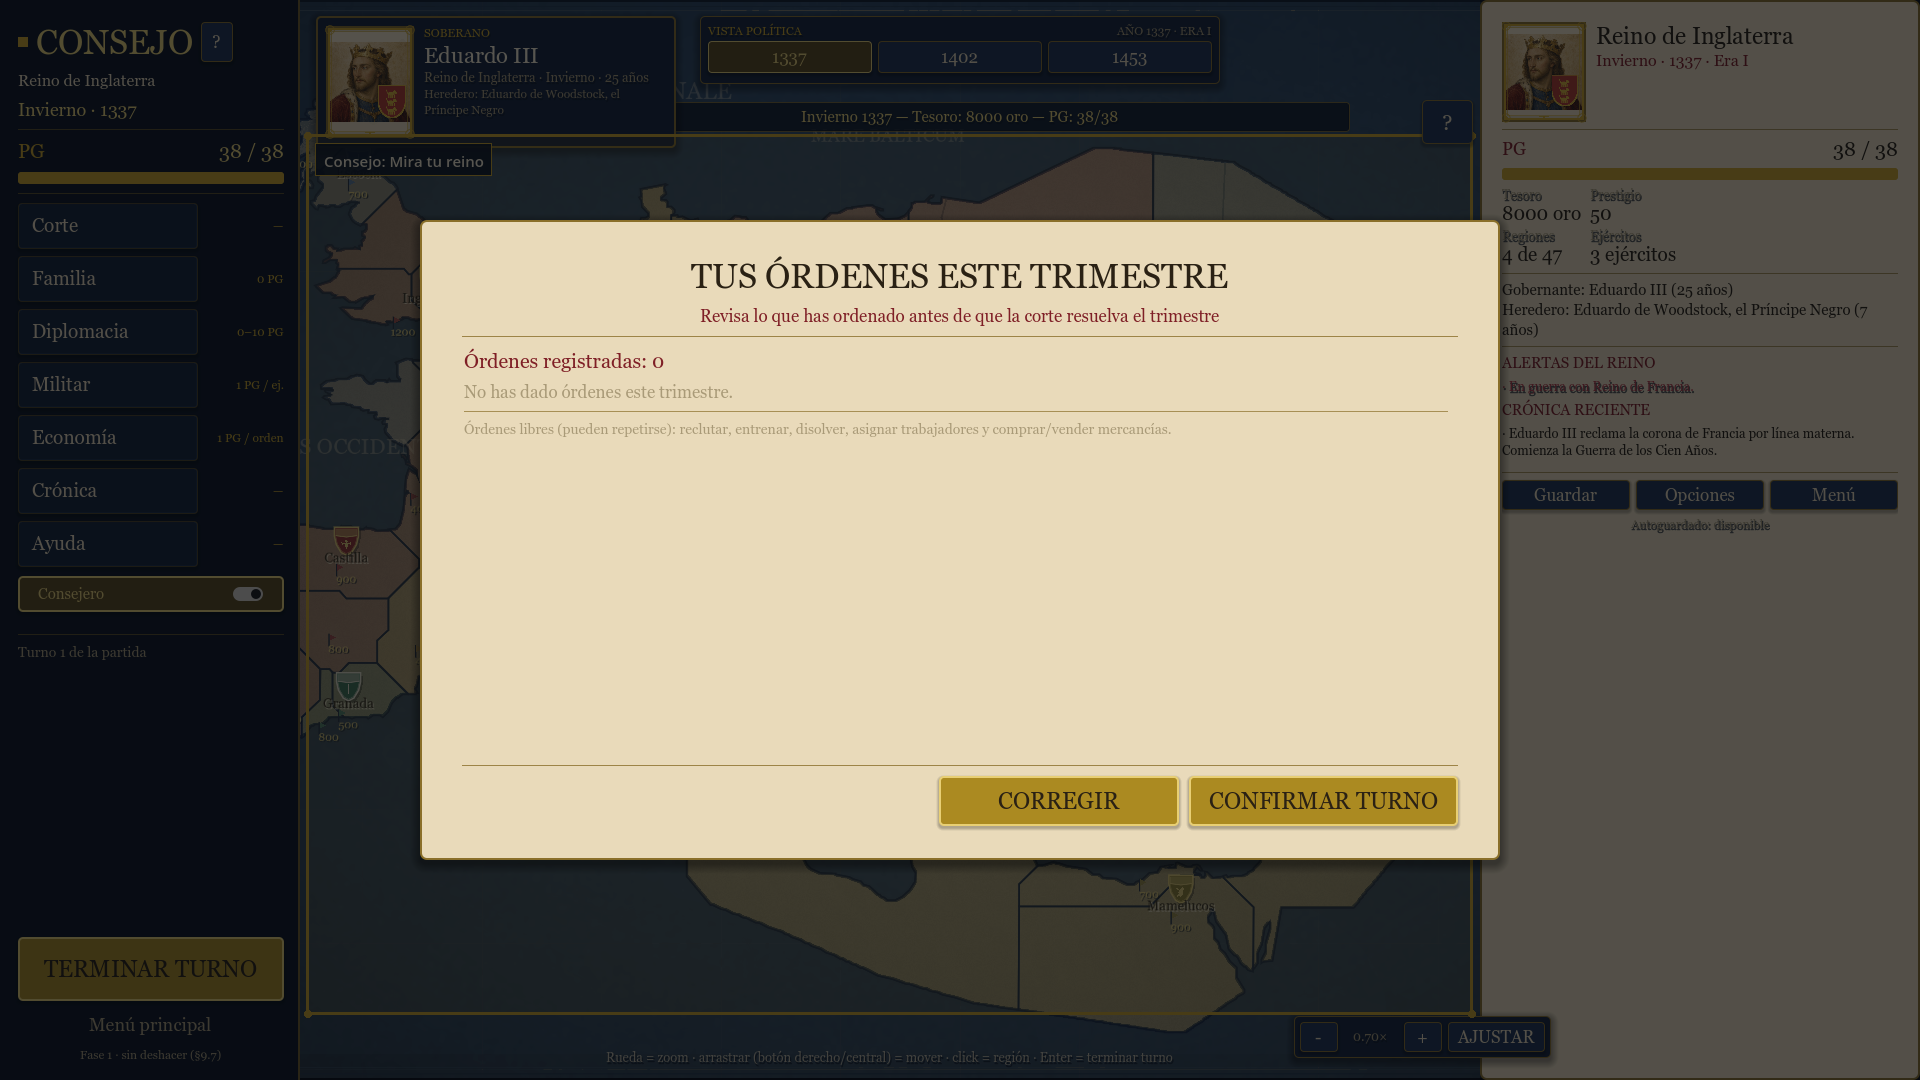 CONSEJO
?
Reino de Inglaterra
Invierno · 1337
PG 38 / 38
Corte –
Familia 0 PG
Diplomacia 0–10 PG
Militar 1 PG / ej.
Economía 1 PG / orden
Crónica –
Ayuda –
Consejero
Turno 1 de la partida
TERMINAR TURNO
Menú principal
Fase 1 · sin deshacer (§9.7)
SOBERANO
Eduardo III
Reino de Inglaterra · Invierno · 25 años
Heredero: Eduardo de Woodstock, el
Príncipe Negro
Consejo: Mira tu reino
VISTA POLÍTICA AÑO 1337 · ERA I
1337 1402 1453
Invierno 1337 — Tesoro: 8000 oro — PG: 38/38
MARE BALTICUM
?
700
1200
Castilla
900
800
Granada
500
800
TUS ÓRDENES ESTE TRIMESTRE
Revisa lo que has ordenado antes de que la corte resuelva el trimestre
Órdenes registradas: 0
No has dado órdenes este trimestre.
Órdenes libres (pueden repetirse): reclutar, entrenar, disolver, asignar trabajadores y comprar/vender mercancías.
CORREGIR
CONFIRMAR TURNO
Mamelucos
900
Rueda = zoom · arrastrar (botón derecho/central) = mover · click = región · Enter = terminar turno
- 0.70× + AJUSTAR
Reino de Inglaterra
Invierno · 1337 · Era I
PG 38 / 38
Tesoro Prestigio
8000 oro 50
Regiones Ejércitos
4 de 47 3 ejércitos
Gobernante: Eduardo III (25 años)
Heredero: Eduardo de Woodstock, el Príncipe Negro (7
años)
ALERTAS DEL REINO
· En guerra con Reino de Francia.
CRÓNICA RECIENTE
· Eduardo III reclama la corona de Francia por línea materna.
Comienza la Guerra de los Cien Años.
Guardar Opciones Menú
Autoguardado: disponible